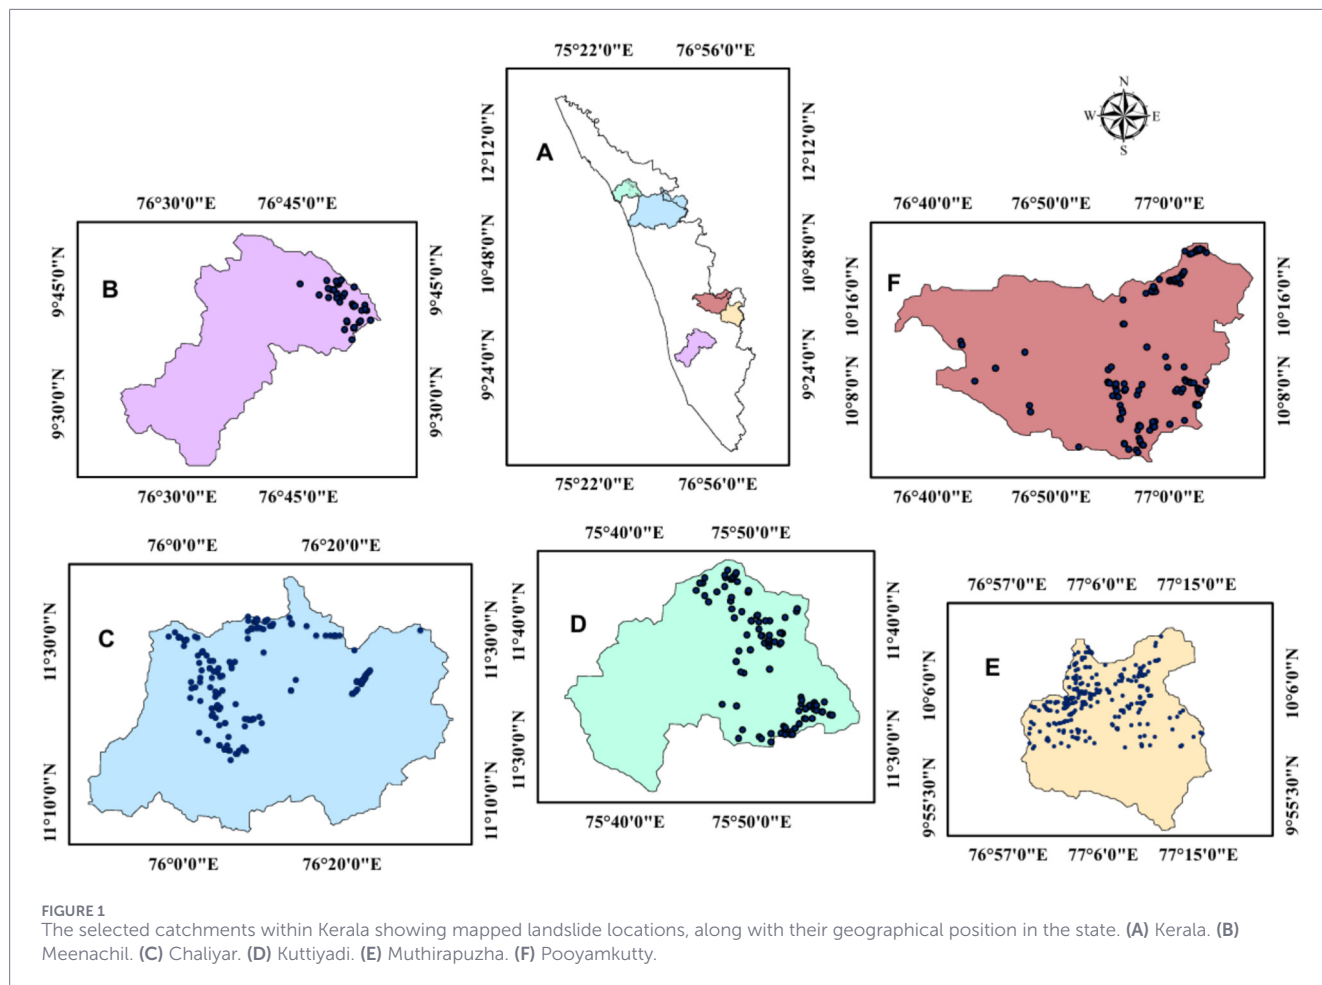 75°22'0"E 76°56'0"E
N
W E
S
A
12°12'0"N
10°48'0"N
9°24'0"N
12°12'0"N
10°48'0"N
9°24'0"N
75°22'0"E 76°56'0"E
76°30'0"E 76°45'0"E
B
9°45'0"N
9°30'0"N
9°45'0"N
9°30'0"N
76°30'0"E 76°45'0"E
76°40'0"E 76°50'0"E 77°0'0"E
F
10°16'0"N
10°8'0"N
10°16'0"N
10°8'0"N
76°40'0"E 76°50'0"E 77°0'0"E
76°0'0"E 76°20'0"E
C
11°30'0"N
11°10'0"N
11°30'0"N
11°10'0"N
76°0'0"E 76°20'0"E
75°40'0"E 75°50'0"E
D
11°40'0"N
11°30'0"N
11°40'0"N
11°30'0"N
75°40'0"E 75°50'0"E
76°57'0"E 77°6'0"E 77°15'0"E
E
10°6'0"N
9°55'30"N
10°6'0"N
9°55'30"N
76°57'0"E 77°6'0"E 77°15'0"E
FIGURE 1
The selected catchments within Kerala showing mapped landslide locations, along with their geographical position in the state. (A) Kerala. (B)
Meenachil. (C) Chaliyar. (D) Kuttiyadi. (E) Muthirapuzha. (F) Pooyamkutty.